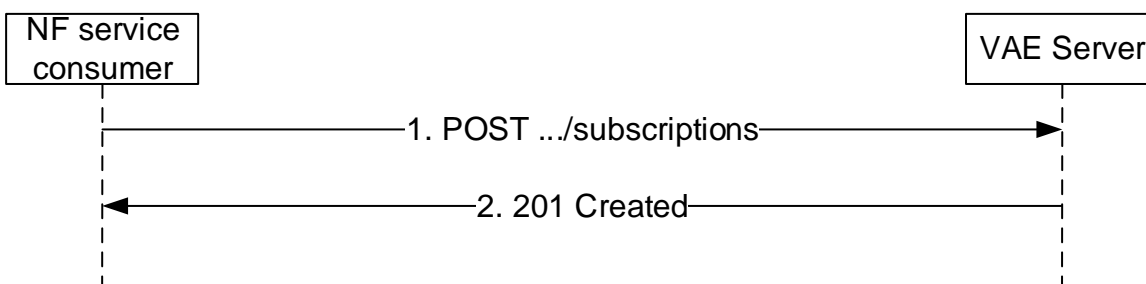 NF service
consumer
VAE Server
1. POST .../subscriptions
2. 201 Created